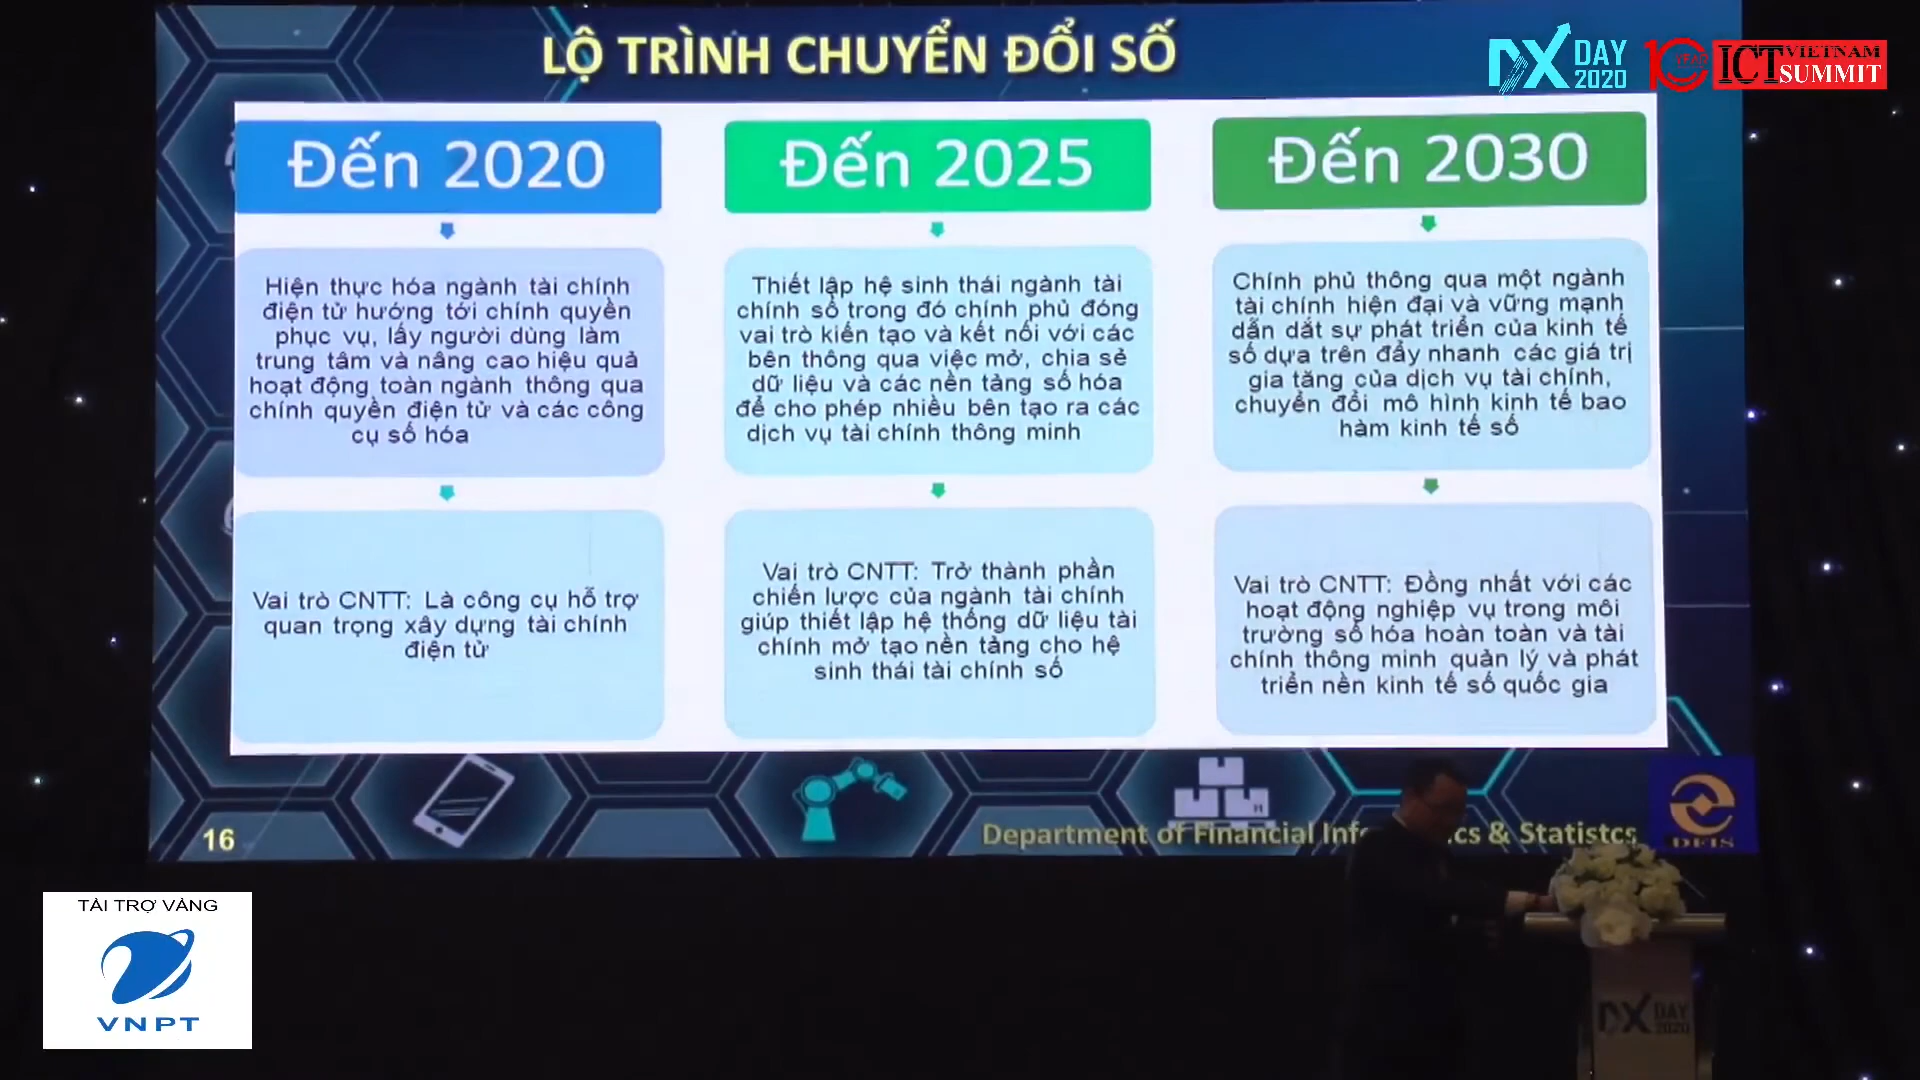 LỘ TRÌNH CHUYỂN ĐỔI SỐ
DX DAY 2020
10 YEAR
ICT VIETNAM SUMMIT
Đến 2020
Hiện thực hóa ngành tài chính
điện tử hướng tới chính quyền
phục vụ, lấy người dùng làm
trung tâm và nâng cao hiệu quả
hoạt động toàn ngành thông qua
chính quyền điện tử và các công
cụ số hóa
Vai trò CNTT: Là công cụ hỗ trợ
quan trọng xây dựng tài chính
điện tử
Đến 2025
Thiết lập hệ sinh thái ngành tài
chính số trong đó chính phủ đóng
vai trò kiến tạo và kết nối với các
bên thông qua việc mở, chia sẻ
dữ liệu và các nền tảng số hóa
để cho phép nhiều bên tạo ra các
dịch vụ tài chính thông minh
Vai trò CNTT: Trở thành phần
chiến lược của ngành tài chính
giúp thiết lập hệ thống dữ liệu tài
chính mở tạo nền tảng cho hệ
sinh thái tài chính số
Đến 2030
Chính phủ thông qua một ngành
tài chính hiện đại và vững mạnh
dẫn dắt sự phát triển của kinh tế
số dựa trên đẩy nhanh các giá trị
gia tăng của dịch vụ tài chính,
chuyển đổi mô hình kinh tế bao
hàm kinh tế số
Vai trò CNTT: Đồng nhất với các
hoạt động nghiệp vụ trong môi
trường số hóa hoàn toàn và tài
chính thông minh quản lý và phát
triển nền kinh tế số quốc gia
16
Department of Financial Inf cs & Statistcs
DFIS
TÀI TRỢ VÀNG
VNPT
DX DAY 2020